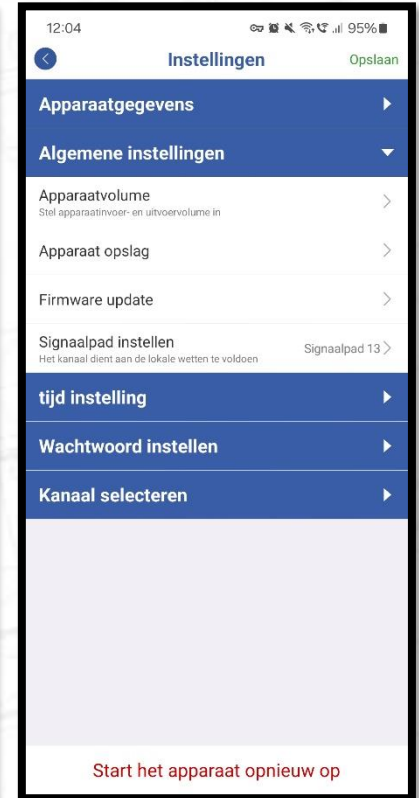 12:04
95%
Instellingen
Opslaan
Apparaatgegevens
Algemene instellingen
Apparaatvolume
Stel apparaatinvoer- en uitvoervolume in
Apparaat opslag
Firmware update
Signaalpad instellen
Signaalpad 13
Het kanaal dient aan de lokale wetten te voldoen
tijd instelling
Wachtwoord instellen
Kanaal selecteren
Start het apparaat opnieuw op